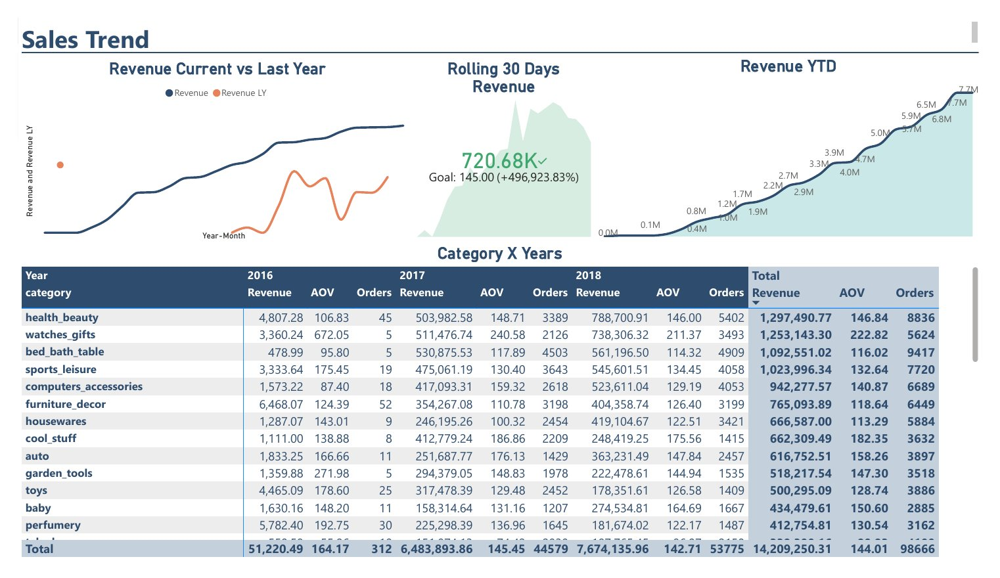 Sales Trend
Revenue Current vs Last Year
Revenue Revenue LY
Revenue and Revenue LY
Year-Month
Rolling 30 Days
Revenue
720.68K
Goal: 145.00 (+496,923.83%)
Revenue YTD
0.0M 0.1M 0.8M 0.4M 1.2M 1.0M 1.7M 1.9M 2.2M 2.7M 2.9M 3.3M 3.9M 4.0M 4.7M 5.0M 5.9M 5.7M 6.5M 6.8M 7.7M 7.7M
Category X Years
Year 2016 2017 2018 Total
category Revenue AOV Orders Revenue AOV Orders Revenue AOV Orders Revenue AOV Orders
health_beauty 4,807.28 106.83 45 503,982.58 148.71 3389 788,700.91 146.00 5402 1,297,490.77 146.84 8836
watches_gifts 3,360.24 672.05 5 511,476.74 240.58 2126 738,306.32 211.37 3493 1,253,143.30 222.82 5624
bed_bath_table 478.99 95.80 5 530,875.53 117.89 4503 561,196.50 114.32 4909 1,092,551.02 116.02 9417
sports_leisure 3,333.64 175.45 19 475,061.19 130.40 3643 545,601.51 134.45 4058 1,023,996.34 132.64 7720
computers_accessories 1,573.22 87.40 18 417,093.31 159.32 2618 523,611.04 129.19 4053 942,277.57 140.87 6689
furniture_decor 6,468.07 124.39 52 354,267.08 110.78 3198 404,358.74 126.40 3199 765,093.89 118.64 6449
housewares 1,287.07 143.01 9 246,195.26 100.32 2454 419,104.67 122.51 3421 666,587.00 113.29 5884
cool_stuff 1,111.00 138.88 8 412,779.24 186.86 2209 248,419.25 175.56 1415 662,309.49 182.35 3632
auto 1,833.25 166.66 11 251,687.77 176.13 1429 363,231.49 147.84 2457 616,752.51 158.26 3897
garden_tools 1,359.88 271.98 5 294,379.05 148.83 1978 222,478.61 144.94 1535 518,217.54 147.30 3518
toys 4,465.09 178.60 25 317,478.39 129.48 2452 178,351.61 126.58 1409 500,295.09 128.74 3886
baby 1,630.16 148.20 11 158,314.64 131.16 1207 274,534.81 164.69 1667 434,479.61 150.60 2885
perfumery 5,782.40 192.75 30 225,298.39 136.96 1645 181,674.02 122.17 1487 412,754.81 130.54 3162
Total 51,220.49 164.17 312 6,483,893.86 145.45 44579 7,674,135.96 142.71 53775 14,209,250.31 144.01 98666